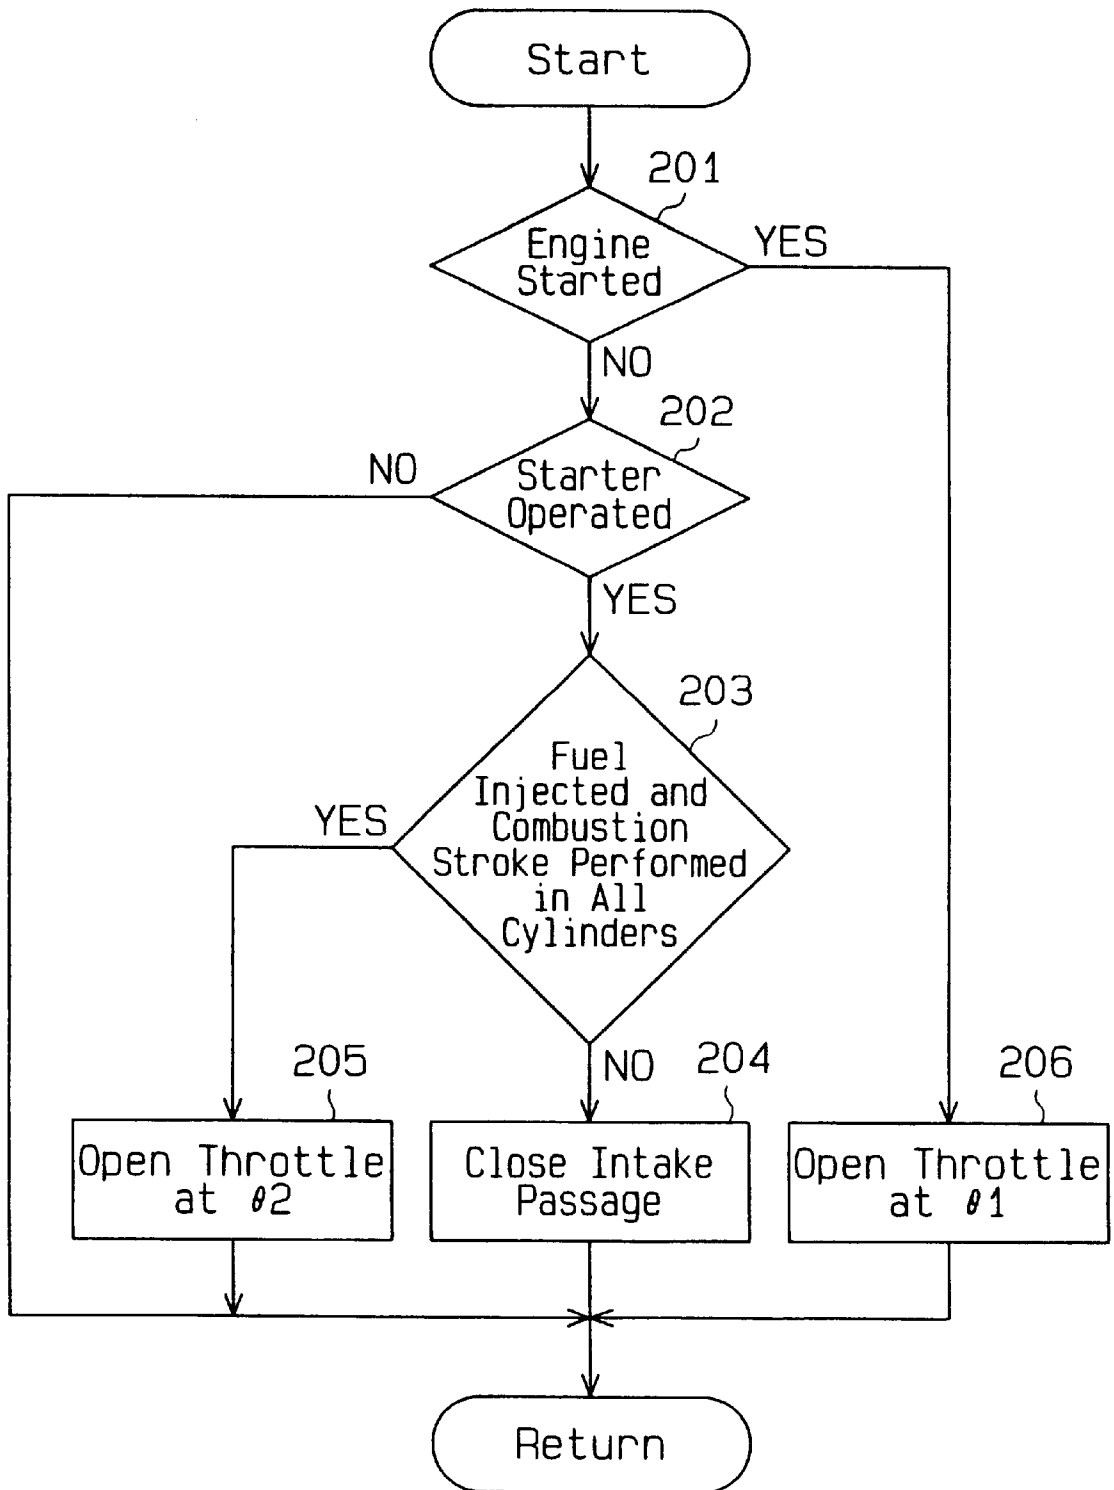 Start
201
Engine
Started
YES
NO
202
Starter
Operated
NO
YES
203
Fuel
Injected and
Combustion
Stroke Performed
in All
Cylinders
YES
NO
205
Open Throttle
at θ2
204
Close Intake
Passage
206
Open Throttle
at θ1
Return